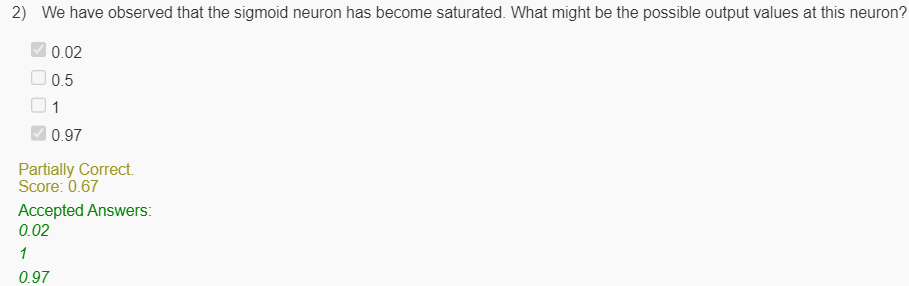 2) We have observed that the sigmoid neuron has become saturated. What might be the possible output values at this neuron?
0.02
0.5
1
0.97
Partially Correct.
Score: 0.67
Accepted Answers:
0.02
1
0.97